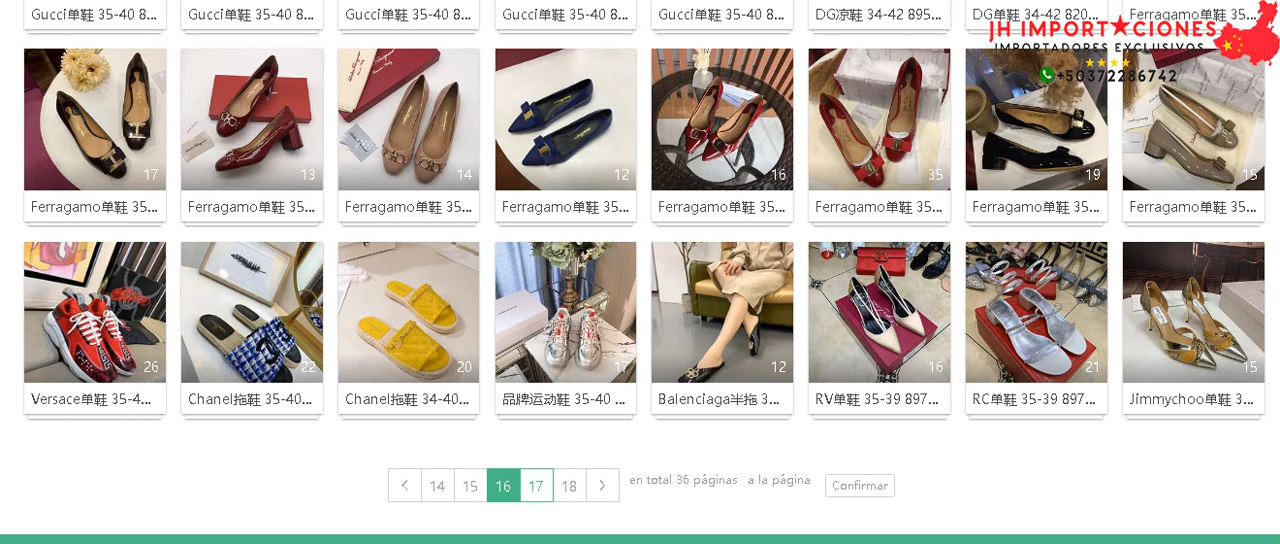 Gucci单鞋 35-40 8...
Gucci单鞋 35-40 8...
Gucci单鞋 35-40 8...
Gucci单鞋 35-40 8...
Gucci单鞋 35-40 8...
DG凉鞋 34-42 895...
DG单鞋 34-42 820...
Ferragamo单鞋 35...
JH IMPORT★CIONES
IMPORTADORES EXCLUSIVOS
+50372286742
17
13
14
12
16
35
19
15
Ferragamo单鞋 35...
Ferragamo单鞋 35...
Ferragamo单鞋 35...
Ferragamo单鞋 35...
Ferragamo单鞋 35...
Ferragamo单鞋 35...
Ferragamo单鞋 35...
Ferragamo单鞋 35...
26
22
20
17
12
16
21
15
Versace单鞋 35-4...
Chanel拖鞋 35-40...
Chanel拖鞋 34-40...
品牌运动鞋 35-40 ...
Balenciaga半拖 3...
RV单鞋 35-39 897...
RC单鞋 35-39 897...
Jimmychoo单鞋 3...
< 14 15 16 17 18 > en total 36 páginas a la página Confirmar